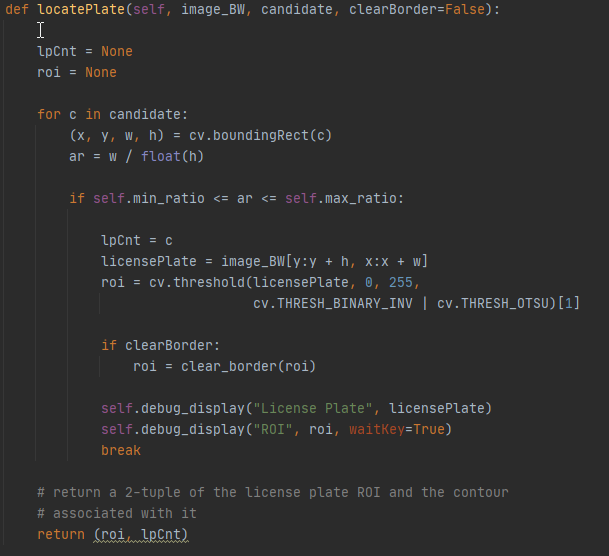 def locatePlate(self, image_BW, candidate, clearBorder=False):
lpCnt = None
roi = None
for c in candidate:
(x, y, w, h) = cv.boundingRect(c)
ar = w / float(h)
if self.min_ratio <= ar <= self.max_ratio:
lpCnt = c
licensePlate = image_BW[y:y + h, x:x + w]
roi = cv.threshold(licensePlate, 0, 255,
cv.THRESH_BINARY_INV | cv.THRESH_OTSU)[1]
if clearBorder:
roi = clear_border(roi)
self.debug_display("License Plate", licensePlate)
self.debug_display("ROI", roi, waitKey=True)
break
# return a 2-tuple of the license plate ROI and the contour
# associated with it
return (roi, lpCnt)